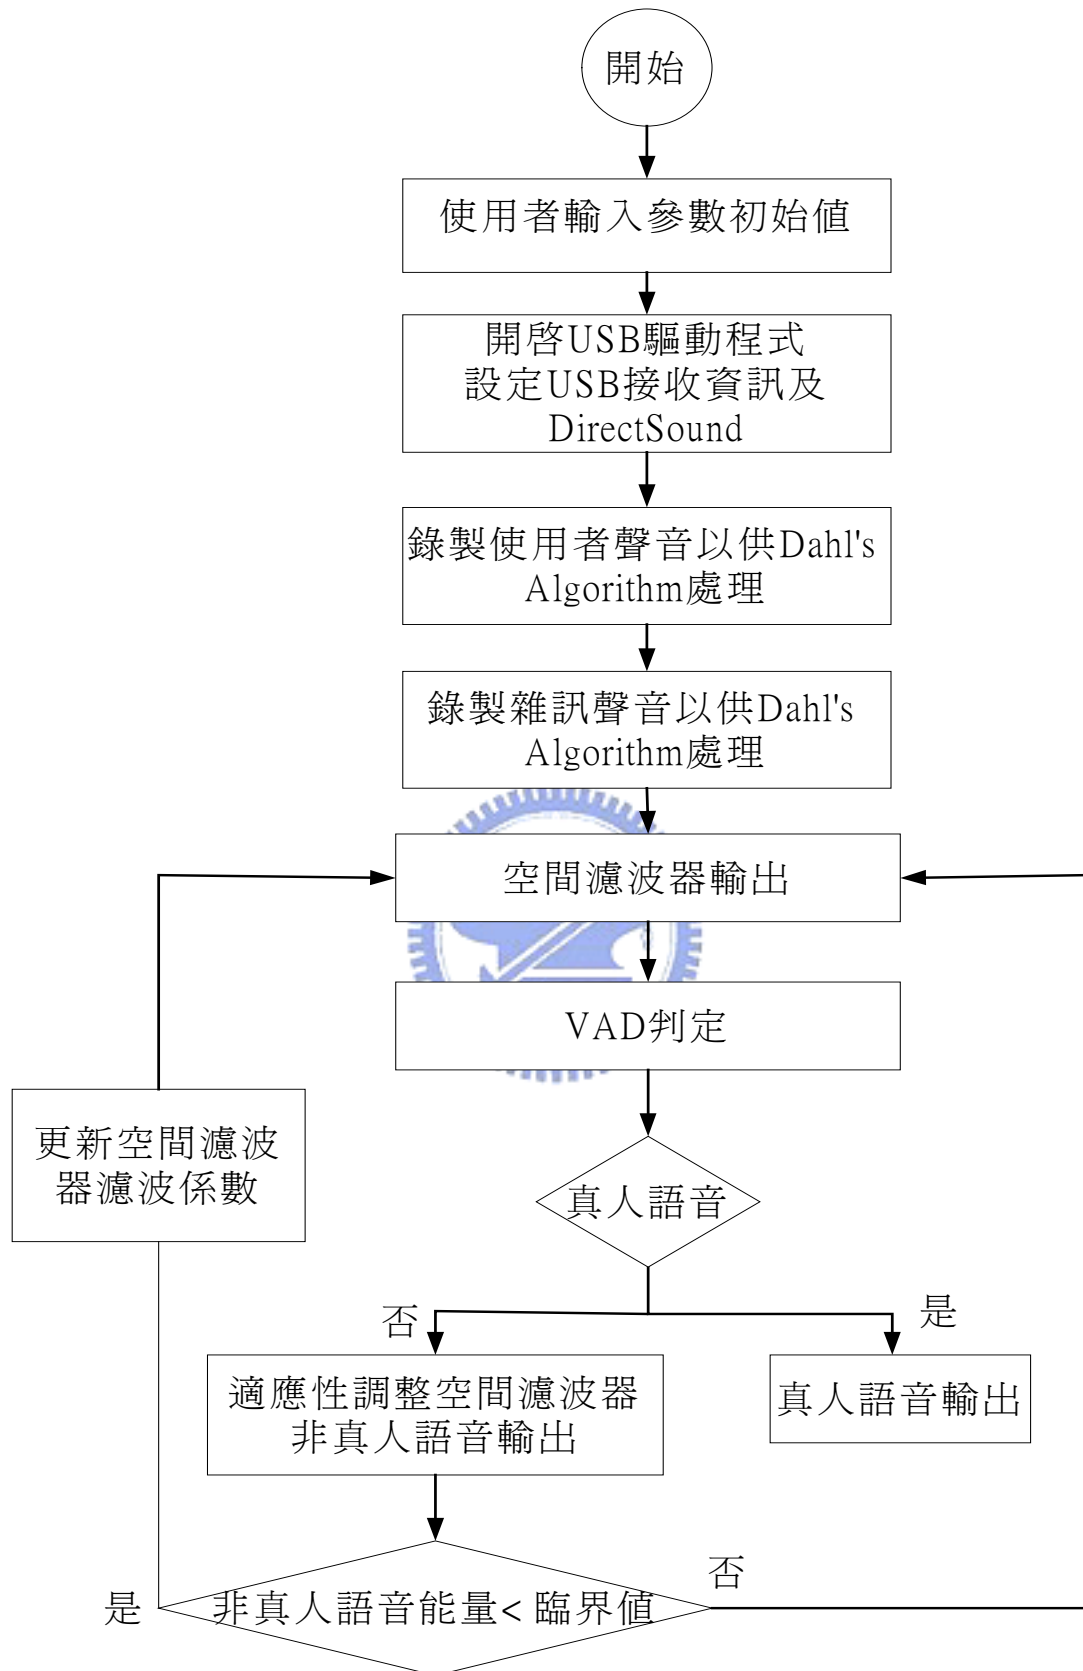 開始
使用者輸入參數初始值
開啓USB驅動程式
設定USB接收資訊及
DirectSound
錄製使用者聲音以供Dahl's
Algorithm處理
錄製雜訊聲音以供Dahl's
Algorithm處理
空間濾波器輸出
VAD判定
更新空間濾波
器濾波係數
真人語音
否
是
適應性調整空間濾波器
非真人語音輸出
真人語音輸出
否
是
非真人語音能量< 臨界值